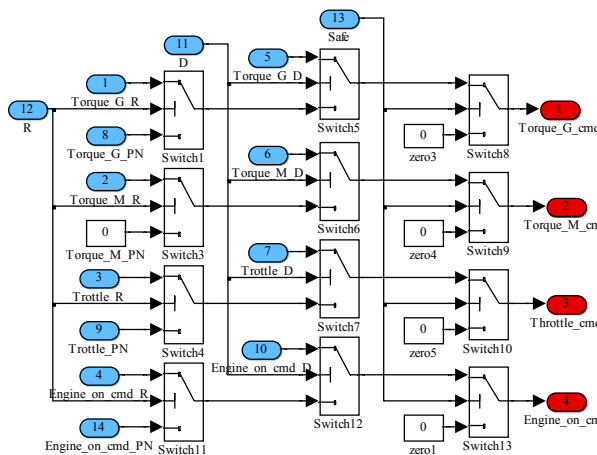 13
Safe
11
D
5
Torque_G_D
Switch5
1
Torque_G_R
12
R
8
Torque_G_PN
Switch1
0
zero3
Switch8
1
Torque_G_cmd
6
Torque_M_D
Switch6
2
Torque_M_R
0
Torque_M_PN
Switch3
0
zero4
Switch9
2
Torque_M_cm
7
Trottle_D
Switch7
3
Trottle_R
9
Trottle_PN
Switch4
0
zero5
Switch10
3
Throttle_cmd
10
Engine_on_cmd_D
Switch12
4
Engine_on_cmd_R
14
Engine_on_cmd_PN
Switch11
0
zero1
Switch13
4
Engine_on_cm